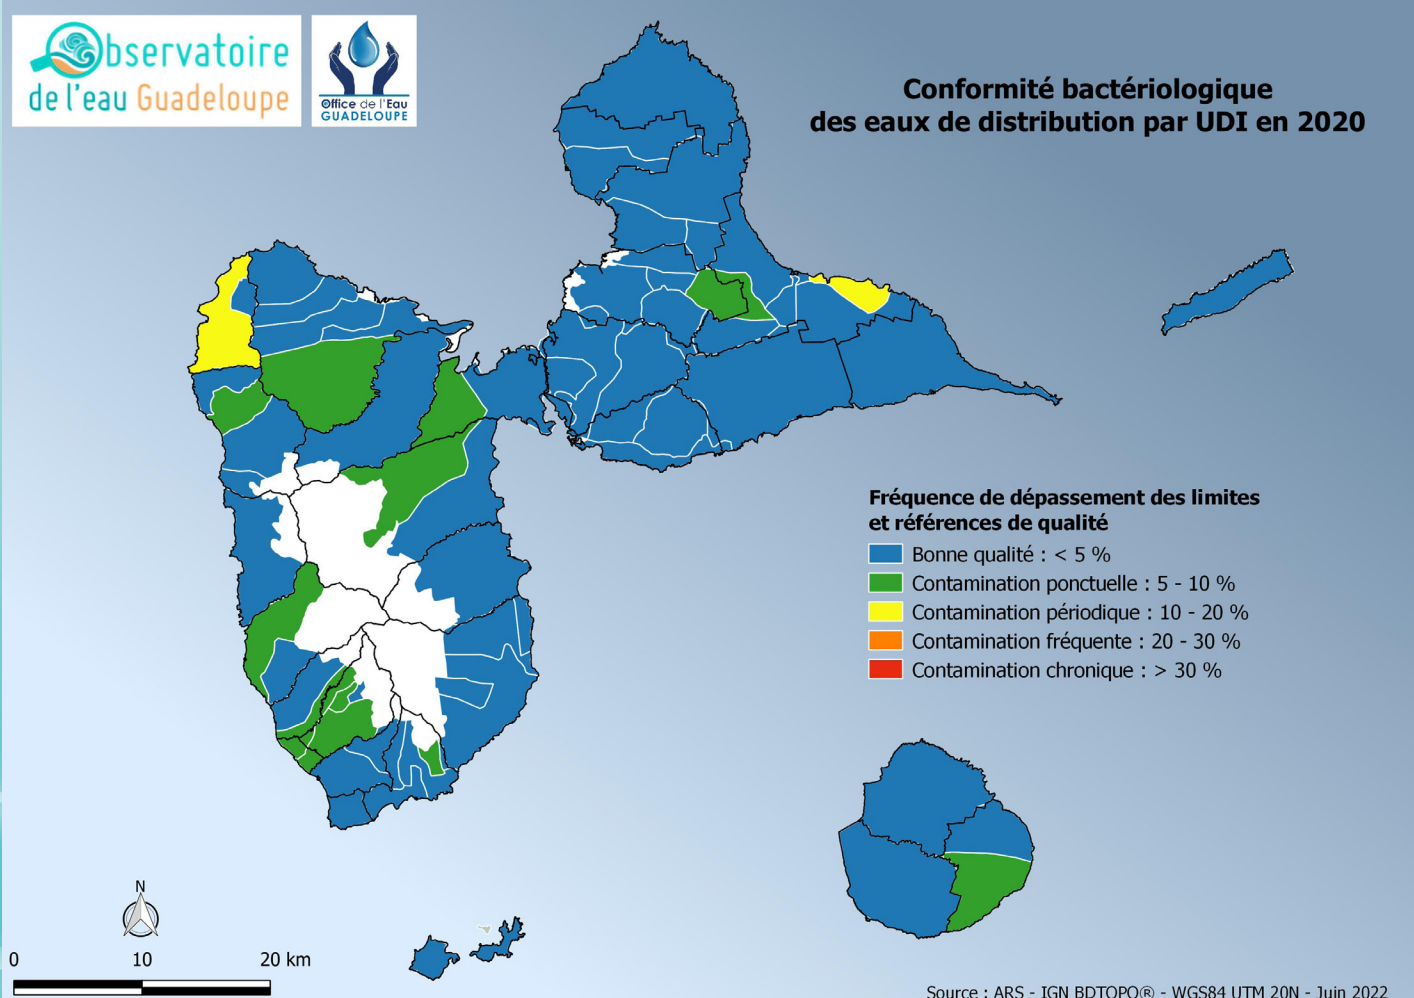 Observatoire
de l'eau Guadeloupe
Office de l'Eau
GUADELOUPE
Conformité bactériologique
des eaux de distribution par UDI en 2020
Fréquence de dépassement des limites
et références de qualité
Bonne qualité : < 5 %
Contamination ponctuelle : 5 - 10 %
Contamination périodique : 10 - 20 %
Contamination fréquente : 20 - 30 %
Contamination chronique : > 30 %
N
0 10 20 km
Source : ARS - IGN BDTOPO® - WGS84 UTM 20N - Juin 2022